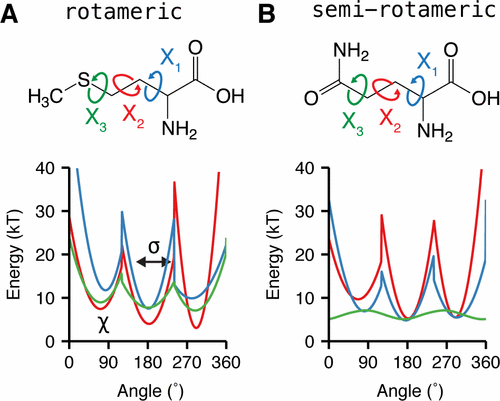 A rotameric
B semi-rotameric
O
S
X1
H3C
X3
X2
OH
NH2
NH2
O
X1
O
X3
X2
OH
NH2
Energy (kT)
40
30
20
10
0
σ
χ
0 90 180 270 360
Angle (°)
Energy (kT)
40
30
20
10
0
0 90 180 270 360
Angle (°)